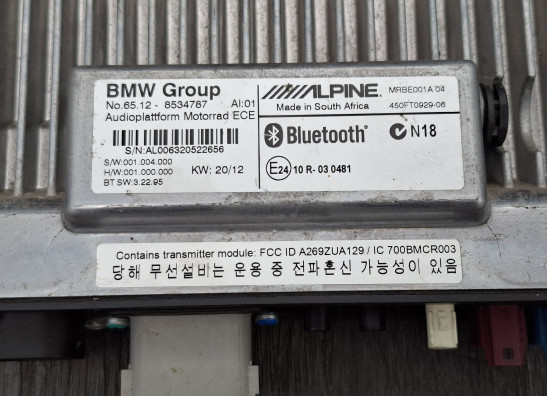 BMW Group
No.65.12 - 8534767 AI:01
Audioplattform Motorrad ECE
S/N:AL006320522656
S/W:001.004.000
H/W:001.000.000 KW: 20/12
BT SW:3.22.95
ALPINE. MRBE001A 04
Made in South Africa 450FT0929-06
Bluetooth® N18
E24 10 R- 03 0481
Contains transmitter module: FCC ID A269ZUA129 / IC 700BMCR003
당해 무선설비는 운용 중 전파혼신 가능성이 있음